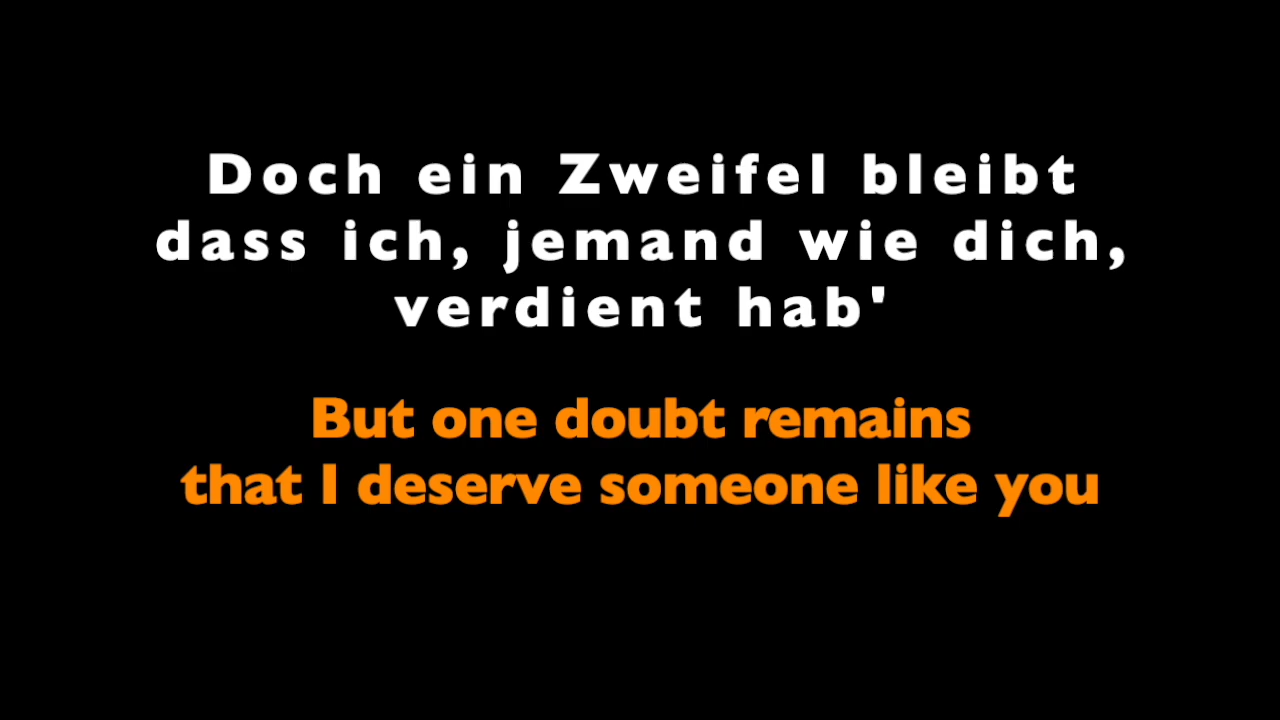 Doch ein Zweifel bleibt
dass ich, jemand wie dich,
verdient hab'
But one doubt remains
that I deserve someone like you